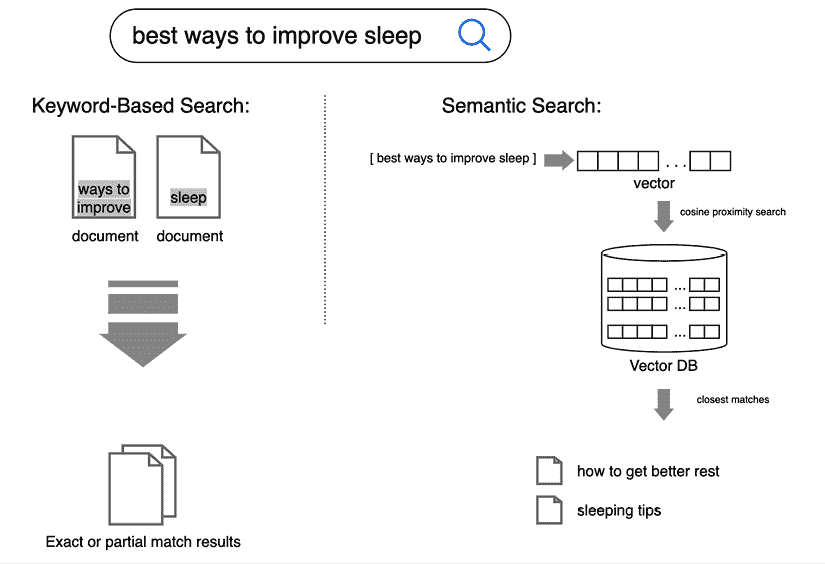 best ways to improve sleep
Keyword-Based Search:
ways to
improve
sleep
document
document
Exact or partial match results
Semantic Search:
[ best ways to improve sleep ]
...
vector
cosine proximity search
...
...
...
Vector DB
closest matches
how to get better rest
sleeping tips